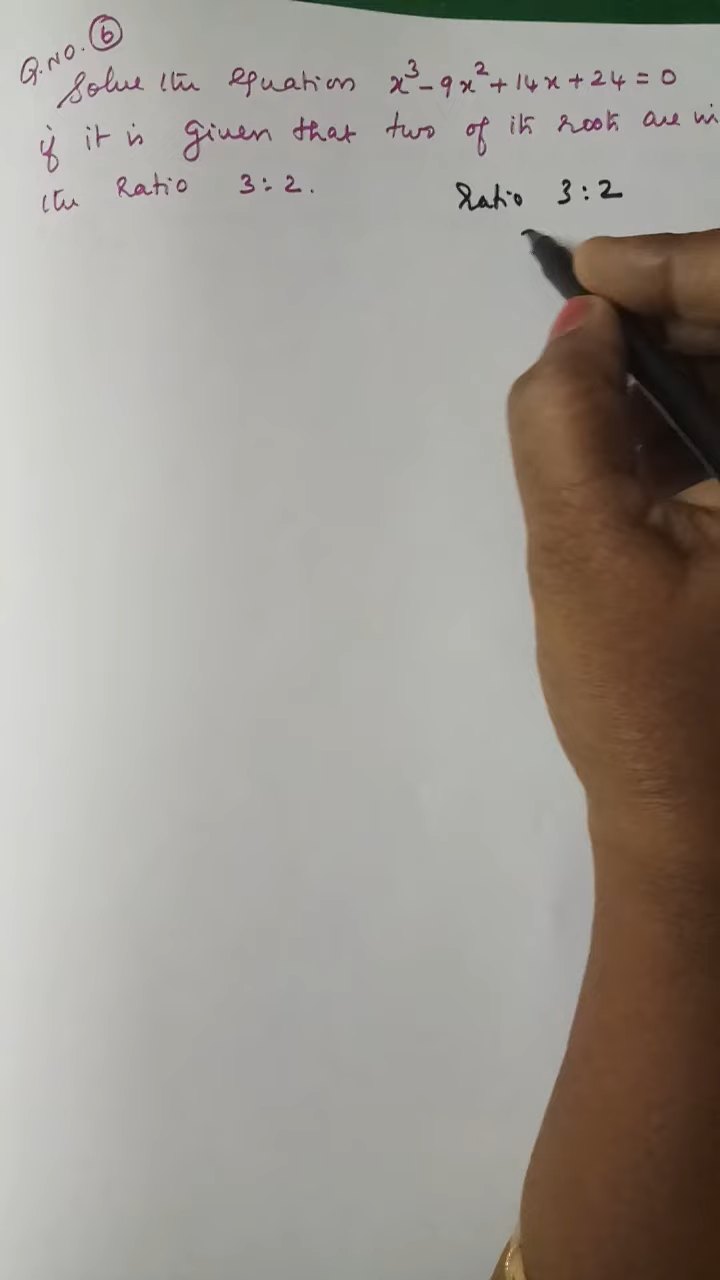 Q.NO. 6
Solve the equation x³-9x²+14x+24=0
if it is given that two of its roots are in
the Ratio 3:2.
Ratio 3:2